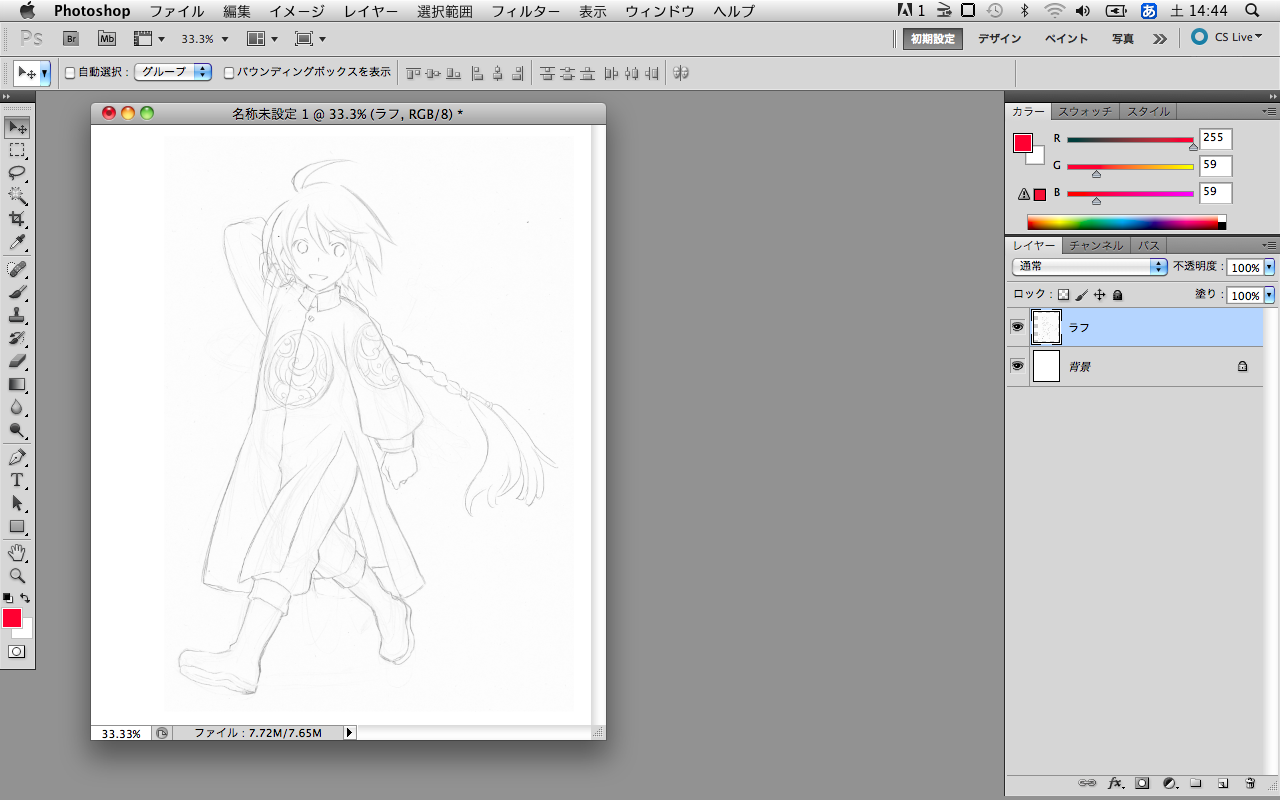 Photoshop ファイル 編集 イメージ レイヤー 選択範囲 フィルター 表示 ウィンドウ ヘルプ 1 あ 土 14:44
Ps Br Mb 33.3% 初期設定 デザイン ペイント 写真 CS Live
自動選択 : グループ バウンディングボックスを表示
名称未設定 1 @ 33.3% (ラフ, RGB/8) *
カラー スウォッチ スタイル
R 255
G 59
B 59
レイヤー チャンネル パス
通常 不透明度 : 100%
ロック : 塗り : 100%
ラフ
背景
T
33.33% ファイル : 7.72M/7.65M
fx